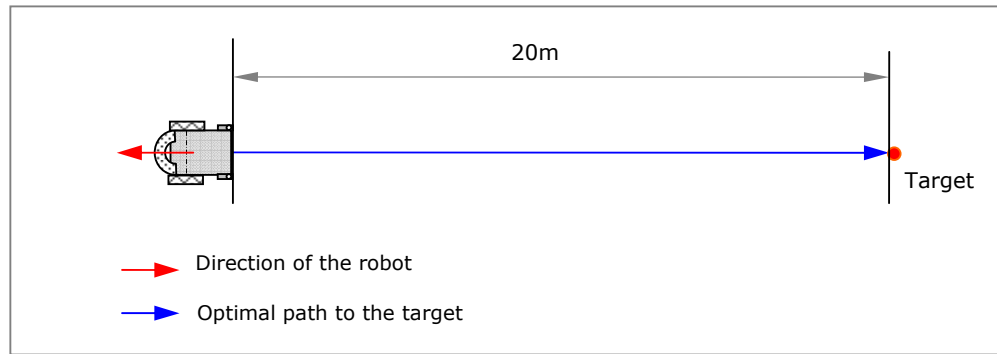 20m
Target
Direction of the robot
Optimal path to the target